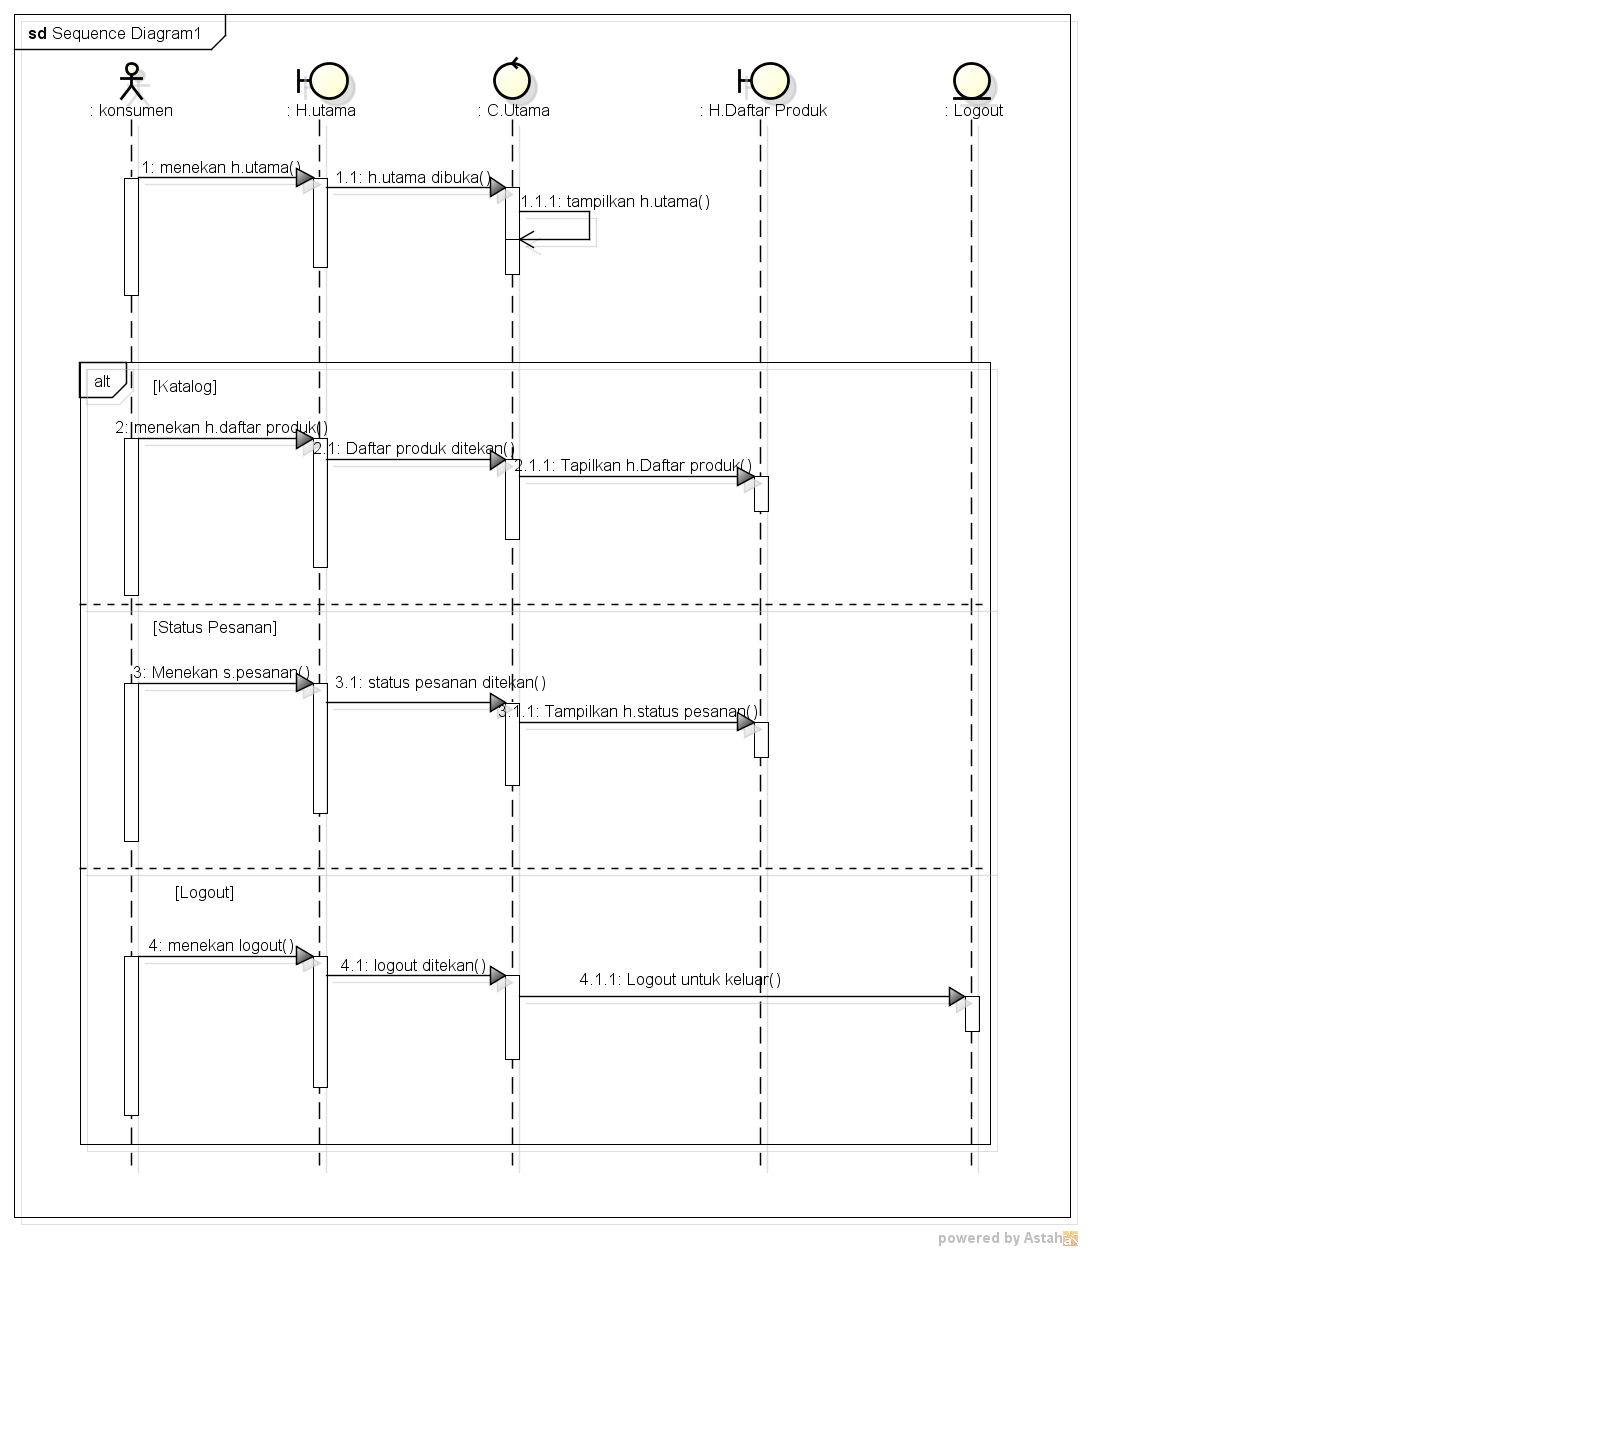 sd Sequence Diagram1
: konsumen
: H.utama
: C.Utama
: H.Daftar Produk
: Logout
1: menekan h.utama()
1.1: h.utama dibuka()
1.1.1: tampilkan h.utama()
alt
[Katalog]
2: menekan h.daftar produk()
2.1: Daftar produk ditekan()
2.1.1: Tapilkan h.Daftar produk()
[Status Pesanan]
3: Menekan s.pesanan()
3.1: status pesanan ditekan()
3.1.1: Tampilkan h.status pesanan()
[Logout]
4: menekan logout()
4.1: logout ditekan()
4.1.1: Logout untuk keluar()
powered by Astah